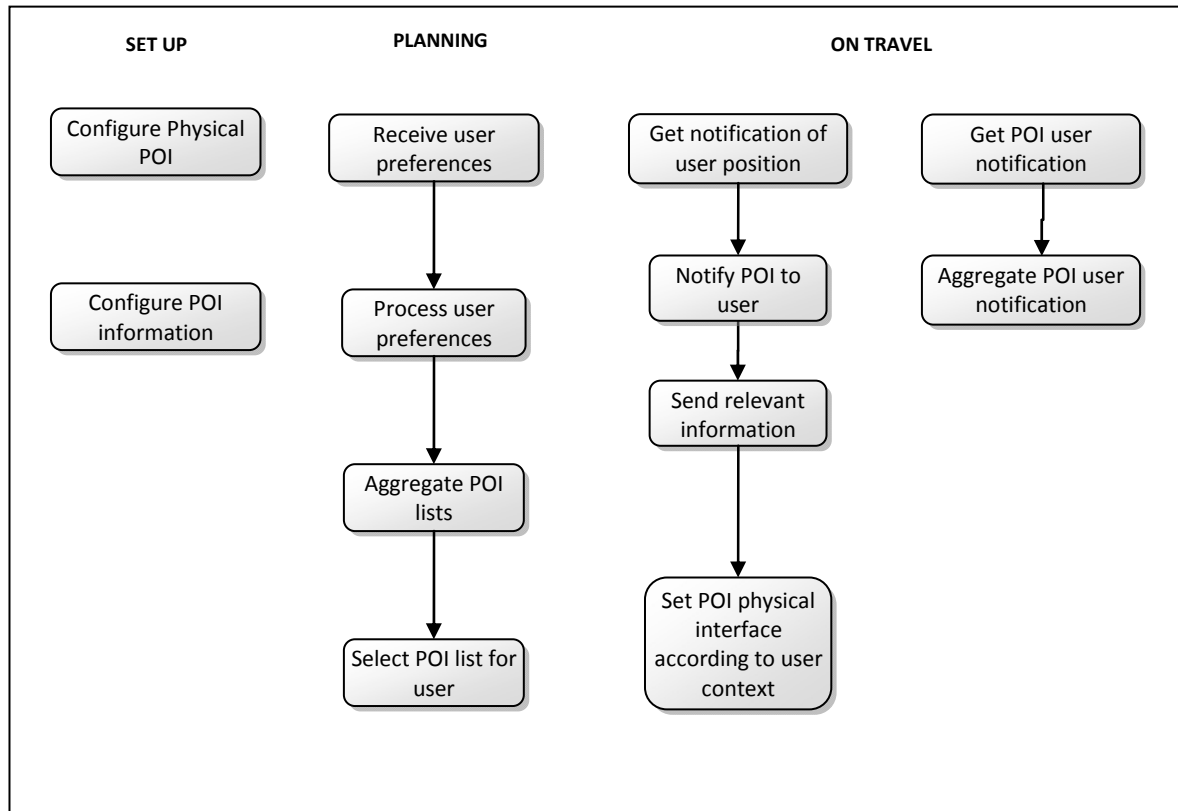 SET UP
PLANNING
ON TRAVEL
Configure Physical
POI
Configure POI
information
Receive user
preferences
Process user
preferences
Aggregate POI
lists
Select POI list for
user
Get notification of
user position
Notify POI to
user
Send relevant
information
Set POI physical
interface
according to user
context
Get POI user
notification
Aggregate POI user
notification